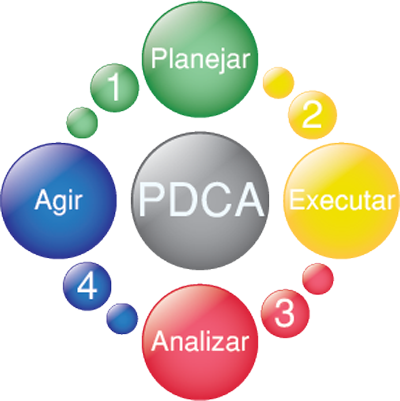 Planejar
1
2
Agir
PDCA
Executar
4
3
Analizar